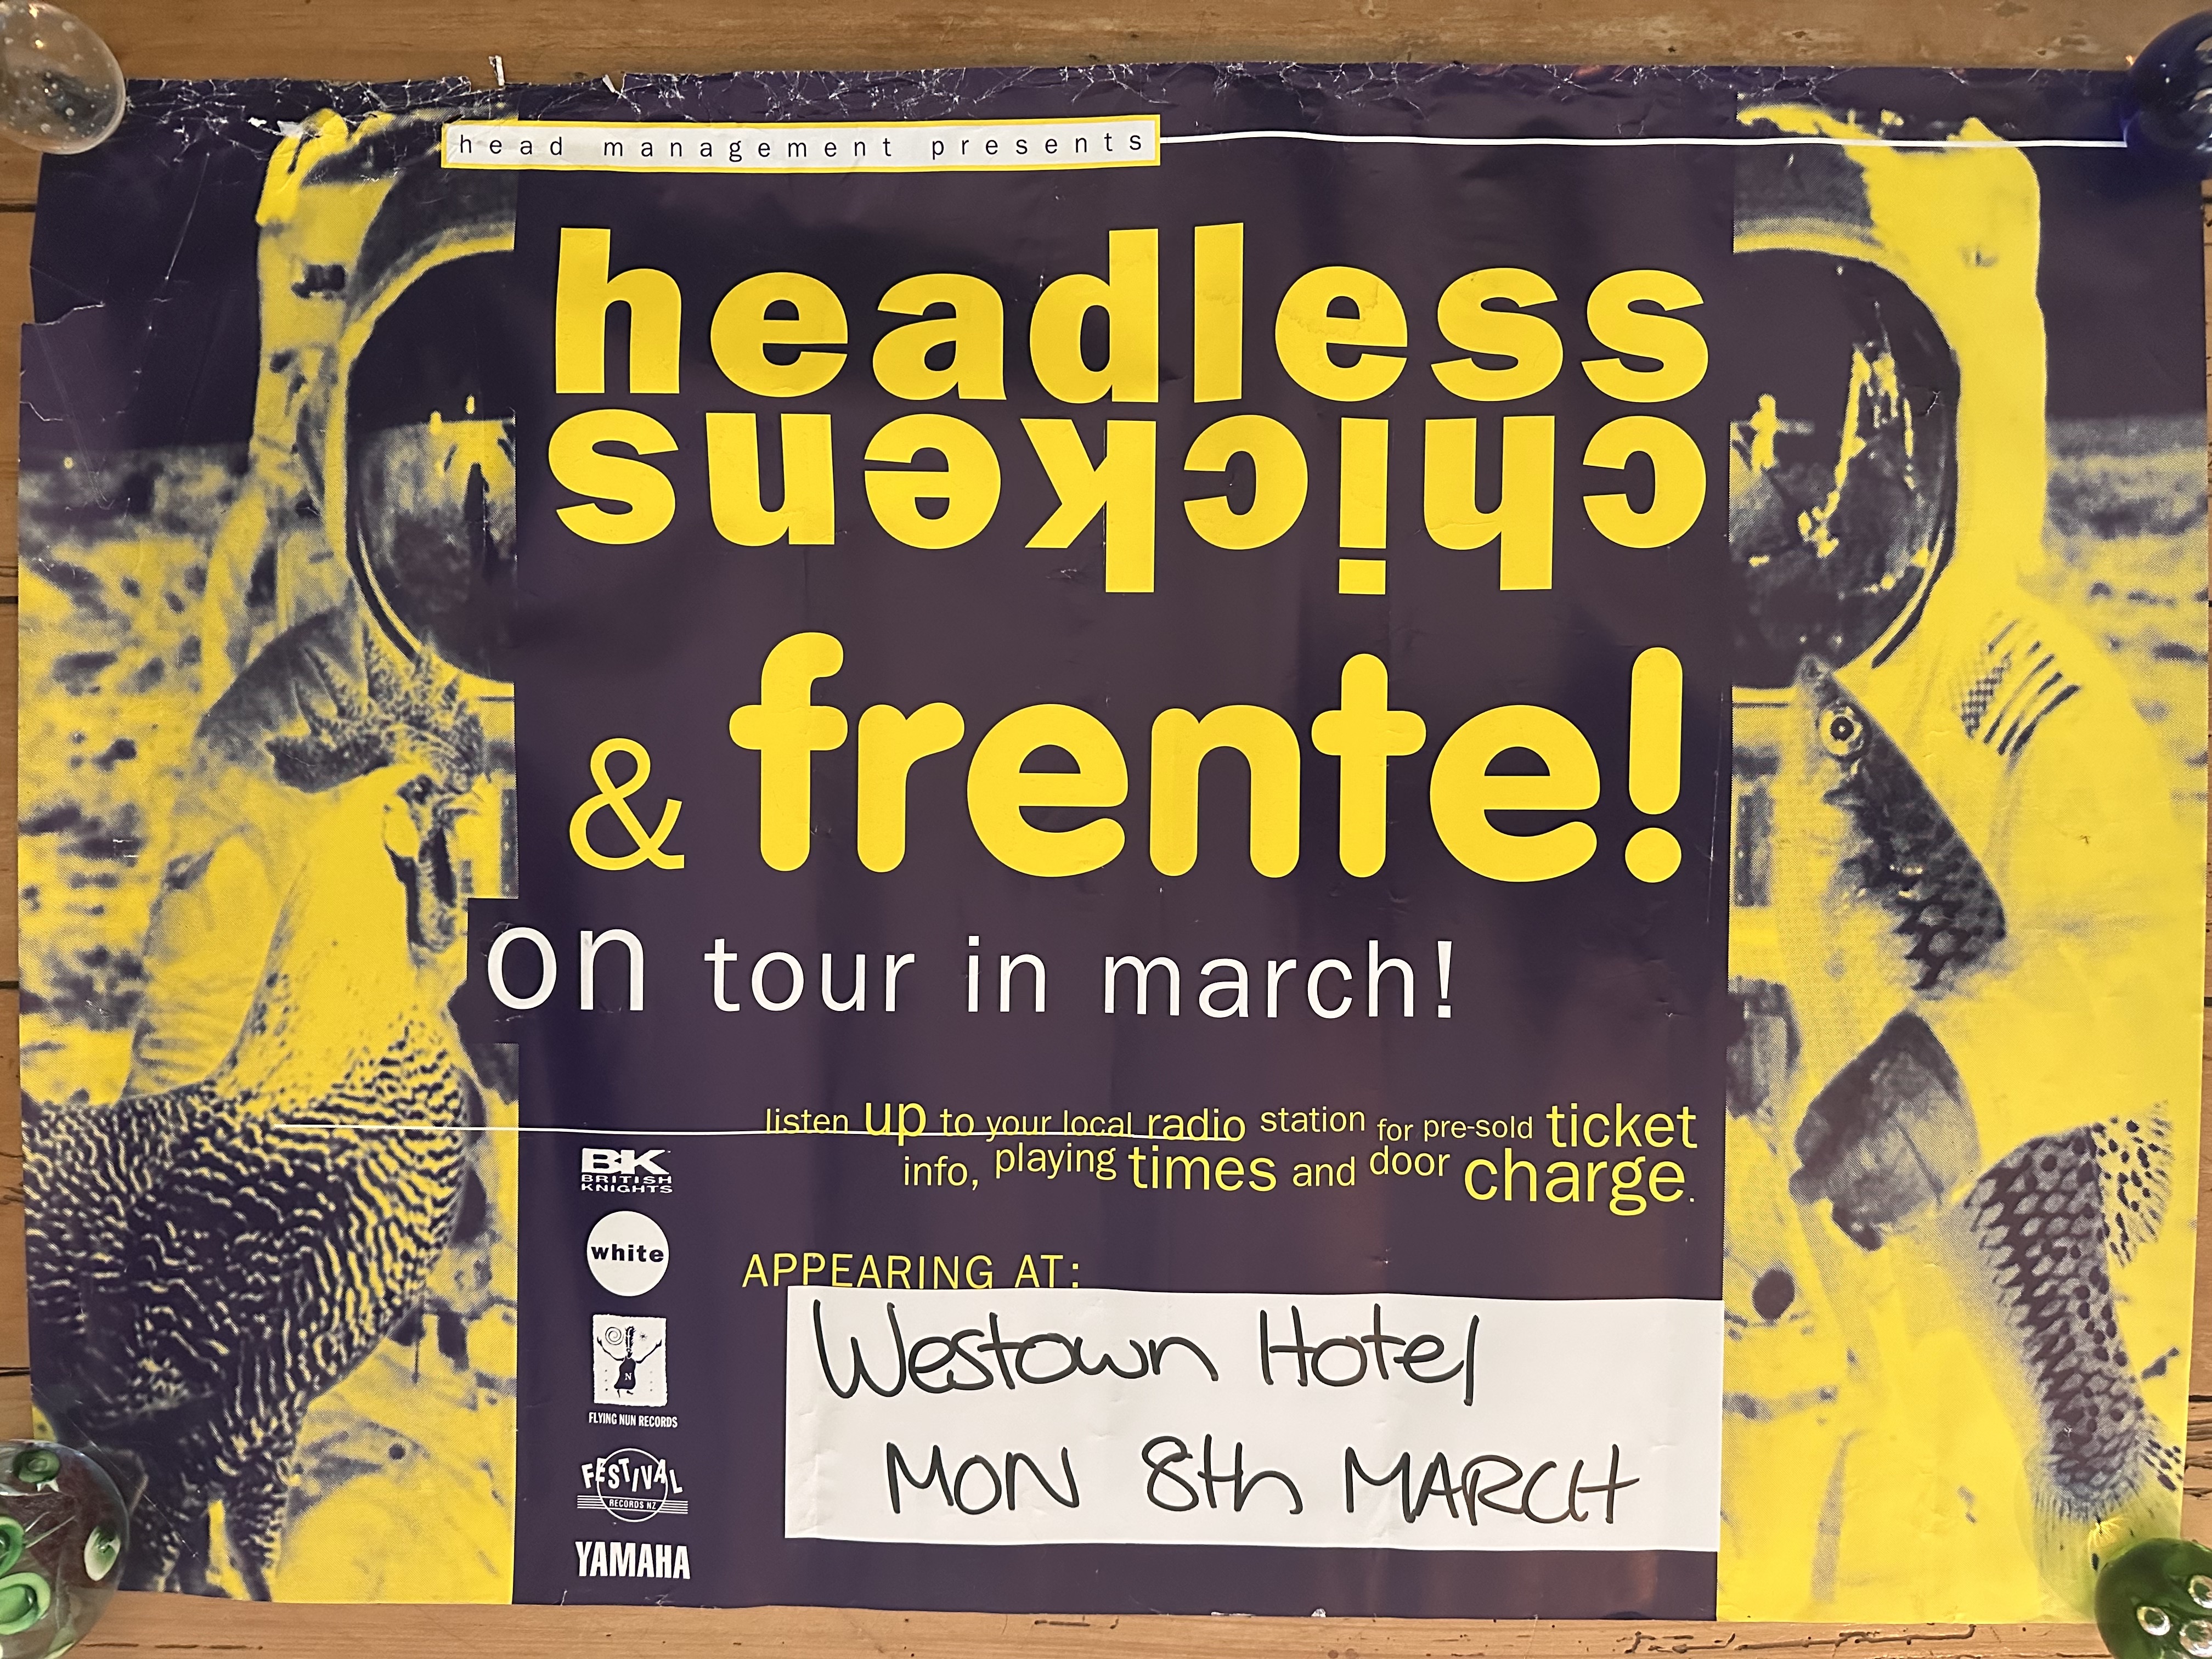 head management presents
headless
chickens
& frente!
on tour in march!
listen up to your local radio station for pre-sold ticket
info, playing times and door charge.
BK
BRITISH
KNIGHTS
white
N
FLYING NUN RECORDS
FESTIVAL
RECORDS NZ
YAMAHA
APPEARING AT:
Westown Hotel
MON 8th MARCH